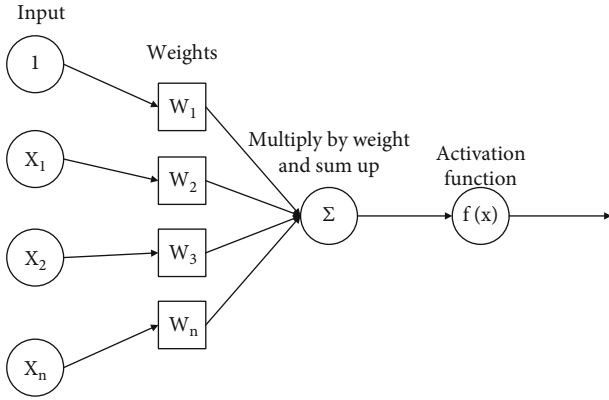 Input
Weights
1
W1
X1
W2
Multiply by weight
and sum up
Activation
function
Σ
f (x)
X2
W3
Xn
Wn